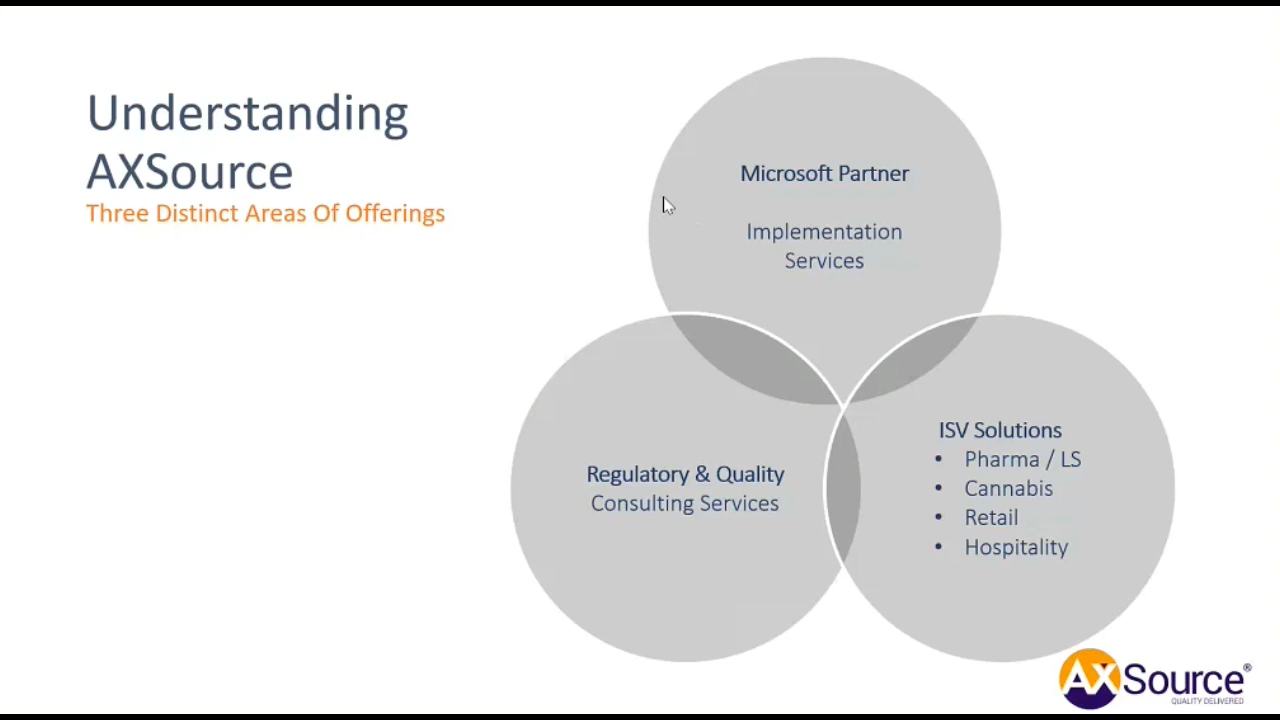 Understanding
AXSource
Three Distinct Areas Of Offerings
Microsoft Partner
Implementation
Services
Regulatory & Quality
Consulting Services
ISV Solutions
• Pharma / LS
• Cannabis
• Retail
• Hospitality
AXSource®
QUALITY DELIVERED